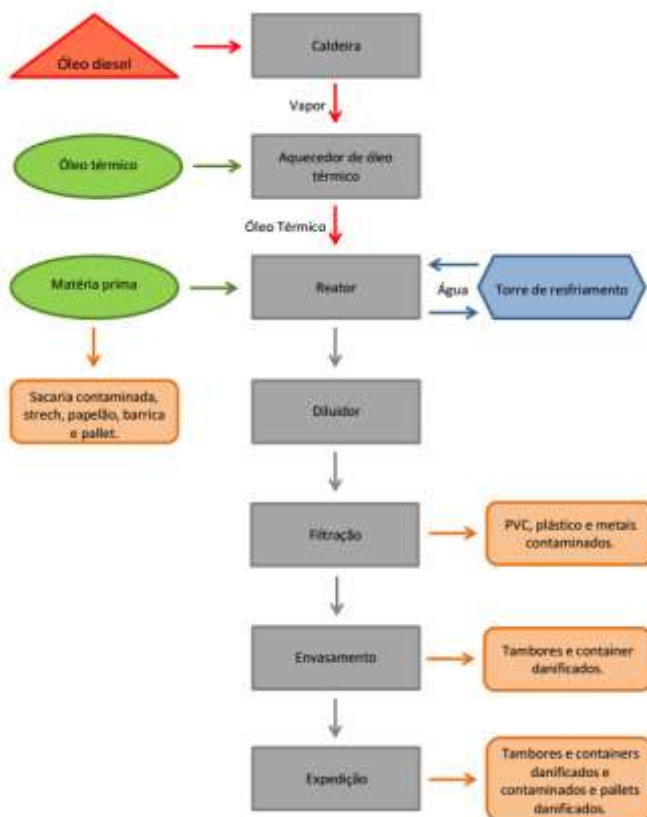 Óleo diesel
Caldeira
Vapor
Óleo térmico
Aquecedor de óleo
térmico
Óleo Térmico
Matéria prima
Reator
Água
Torre de resfriamento
Sacaria contaminada,
strech, papelão, barrica
e pallet.
Diluidor
Filtração
PVC, plástico e metais
contaminados.
Envasamento
Tambores e container
danificados.
Expedição
Tambores e containers
danificados e
contaminados e pallets
danificados.